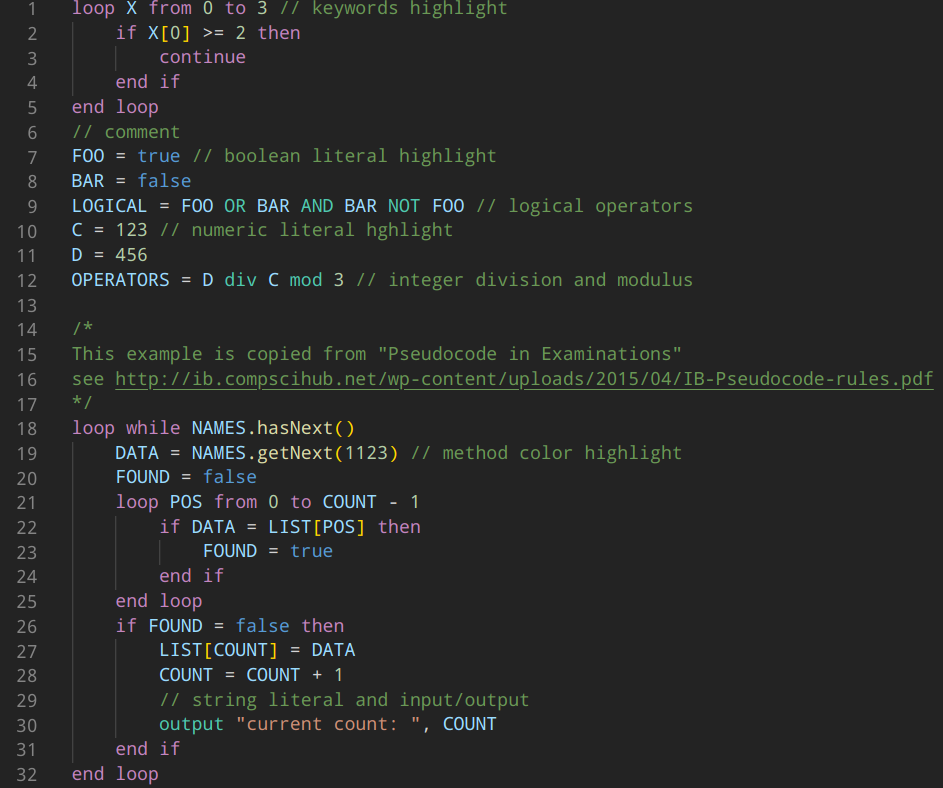 1 loop X from 0 to 3 // keywords highlight
2 if X[0] >= 2 then
3 continue
4 end if
5 end loop
6 // comment
7 FOO = true // boolean literal highlight
8 BAR = false
9 LOGICAL = FOO OR BAR AND BAR NOT FOO // logical operators
10 C = 123 // numeric literal hghlight
11 D = 456
12 OPERATORS = D div C mod 3 // integer division and modulus
13
14 /*
15 This example is copied from "Pseudocode in Examinations"
16 see http://ib.compscihub.net/wp-content/uploads/2015/04/IB-Pseudocode-rules.pdf
17 */
18 loop while NAMES.hasNext()
19 DATA = NAMES.getNext(1123) // method color highlight
20 FOUND = false
21 loop POS from 0 to COUNT - 1
22 if DATA = LIST[POS] then
23 FOUND = true
24 end if
25 end loop
26 if FOUND = false then
27 LIST[COUNT] = DATA
28 COUNT = COUNT + 1
29 // string literal and input/output
30 output "current count: ", COUNT
31 end if
32 end loop